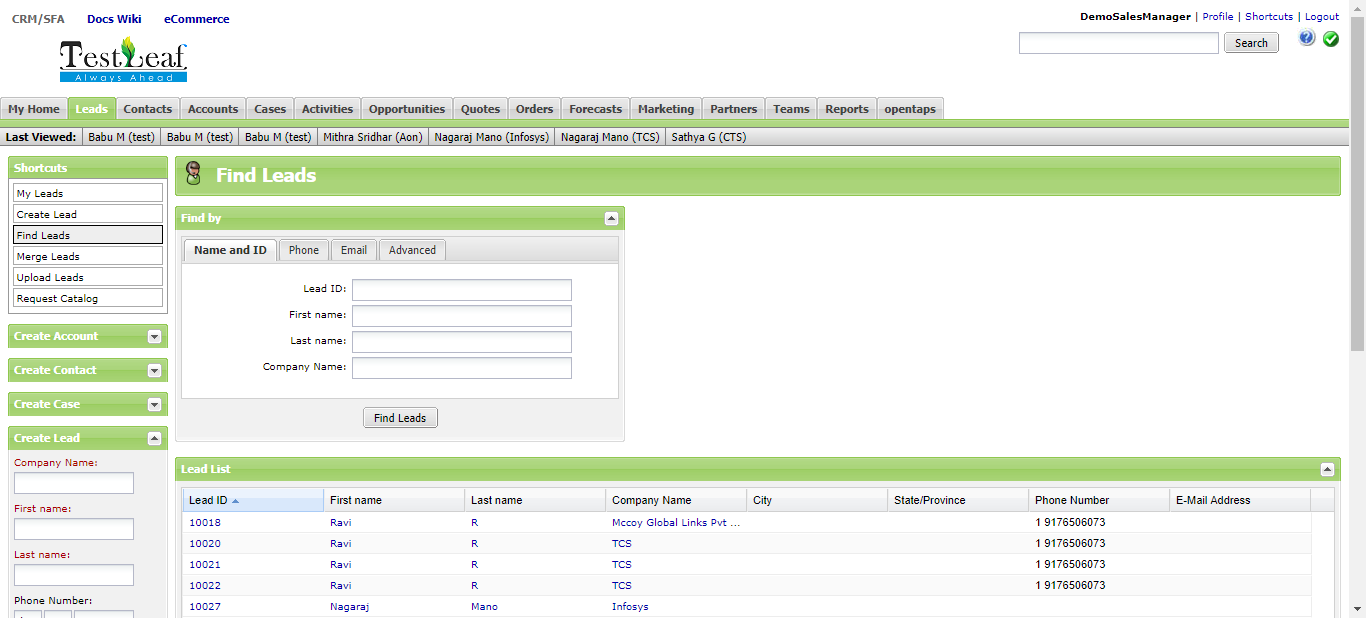 CRM/SFA Docs Wiki eCommerce
DemoSalesManager | Profile | Shortcuts | Logout
TestLeaf
Always Ahead
Search
My Home Leads Contacts Accounts Cases Activities Opportunities Quotes Orders Forecasts Marketing Partners Teams Reports opentaps
Last Viewed: Babu M (test) Babu M (test) Babu M (test) Mithra Sridhar (Aon) Nagaraj Mano (Infosys) Nagaraj Mano (TCS) Sathya G (CTS)
Shortcuts
My Leads
Create Lead
Find Leads
Merge Leads
Upload Leads
Request Catalog
Create Account
Create Contact
Create Case
Create Lead
Company Name:
First name:
Last name:
Phone Number:
Find Leads
Find by
Name and ID Phone Email Advanced
Lead ID:
First name:
Last name:
Company Name:
Find Leads
Lead List
Lead ID First name Last name Company Name City State/Province Phone Number E-Mail Address
10018 Ravi R Mccoy Global Links Pvt ... 1 9176506073
10020 Ravi R TCS 1 9176506073
10021 Ravi R TCS 1 9176506073
10022 Ravi R TCS 1 9176506073
10027 Nagaraj Mano Infosys